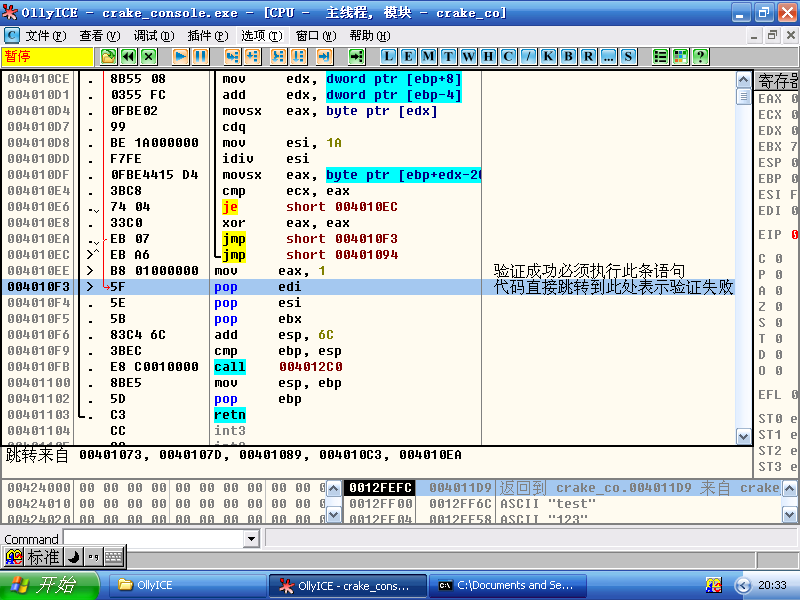 OllyICE - crake_console.exe - [CPU - 主线程, 模块 - crake_co]
C 文件(F) 查看(V) 调试(D) 插件(P) 选项(T) 窗口(W) 帮助(H)
暂停 L E M T W H C / K B R ... S ?
004010CE . 8B55 08 mov edx, dword ptr [ebp+8]
004010D1 . 0355 FC add edx, dword ptr [ebp-4]
004010D4 . 0FBE02 movsx eax, byte ptr [edx]
004010D7 . 99 cdq
004010D8 . BE 1A000000 mov esi, 1A
004010DD . F7FE idiv esi
004010DF . 0FBE4415 D4 movsx eax, byte ptr [ebp+edx-2
004010E4 . 3BC8 cmp ecx, eax
004010E6 . 74 04 je short 004010EC
004010E8 . 33C0 xor eax, eax
004010EA . EB 07 jmp short 004010F3
004010EC > EB A6 jmp short 00401094
004010EE > B8 01000000 mov eax, 1 验证成功必须执行此条语句
004010F3 > 5F pop edi 代码直接跳转到此处表示验证失败
004010F4 . 5E pop esi
004010F5 . 5B pop ebx
004010F6 . 83C4 6C add esp, 6C
004010F9 . 3BEC cmp ebp, esp
004010FB . E8 C0010000 call 004012C0
00401100 . 8BE5 mov esp, ebp
00401102 . 5D pop ebp
00401103 . C3 retn
00401104 CC int3
寄存器
EAX 0
ECX 0
EDX 0
EBX 7
ESP 0
EBP 0
ESI F
EDI 0
EIP 0
C 0
P 0
A 0
Z 0
S 0
T 0
D 0
O 0
EFL 0
ST0 e
ST1 e
ST2 e
ST3 e
跳转来自 00401073, 0040107D, 00401089, 004010C3, 004010EA
00424000 00 00 00 00 00 00 00 00 0
00424010 00 00 00 00 00 00 00 00 0
00424020 00 00 00 00 00 00 00 00 0
0012FEFC 004011D9 返回到 crake_co.004011D9 来自 crake
0012FF00 0012FF6C ASCII "test"
0012FF04 0012FF58 ASCII "123"
Command
标准
开始 OllyICE OllyICE - crake_cons... C:\Documents and Se... 20:33